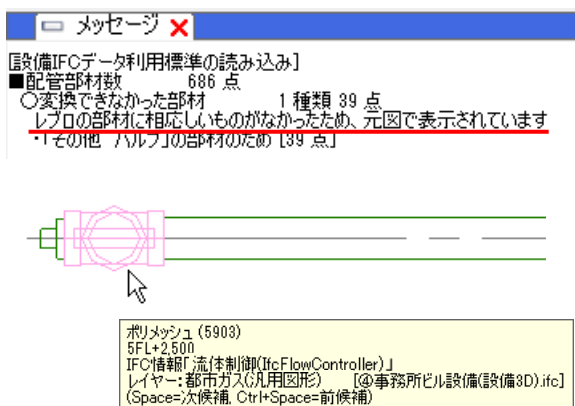 メッセージ
[設備IFCデータ利用標準の読み込み]
■配管部材数 686 点
○変換できなかった部材 1 種類 39 点
レブロの部材に相応しいものがなかったため、元図で表示されています
・「その他 バルブ」の部材のため [39 点]
ポリメッシュ (5903)
5FL+2,500
IFC情報「流体制御(IfcFlowController)」
レイヤー:都市ガス(汎用図形) [④事務所ビル設備(設備3D).ifc]
(Space=次候補, Ctrl+Space=前候補)